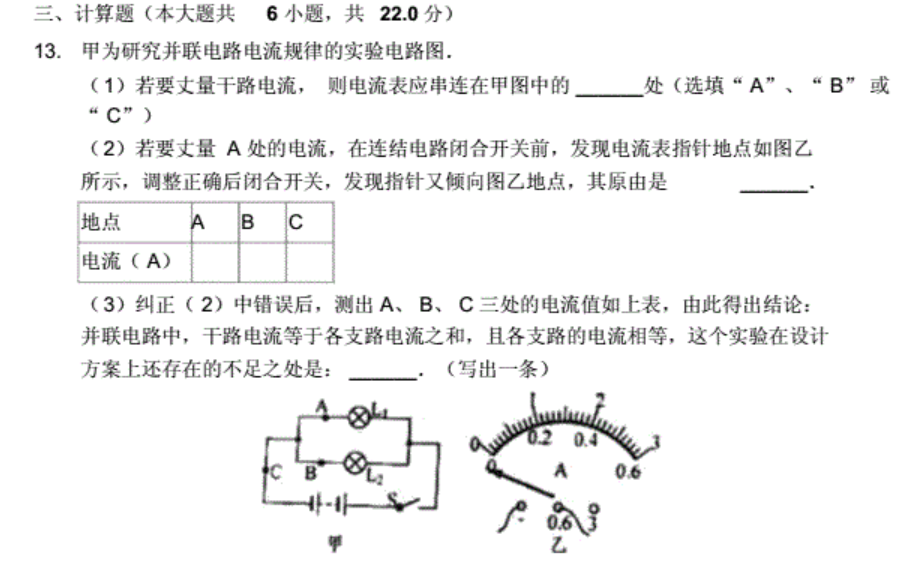 三、计算题（本大题共 6 小题，共 22.0 分）
13. 甲为研究并联电路电流规律的实验电路图．
（1）若要丈量干路电流， 则电流表应串连在甲图中的 ______处（选填“ A”、“ B” 或
“ C”）
（2）若要丈量 A 处的电流，在连结电路闭合开关前，发现电流表指针地点如图乙
所示，调整正确后闭合开关，发现指针又倾向图乙地点，其原由是 ______．
地点 A B C
电流（ A）
（3）纠正（ 2）中错误后，测出 A、 B、 C 三处的电流值如上表，由此得出结论：
并联电路中，干路电流等于各支路电流之和，且各支路的电流相等，这个实验在设计
方案上还存在的不足之处是： ______．（写出一条）
A L1
C B L2
S
甲
0 1 2 3
0 0.2 0.4 0.6
A
- 0.6 3
乙